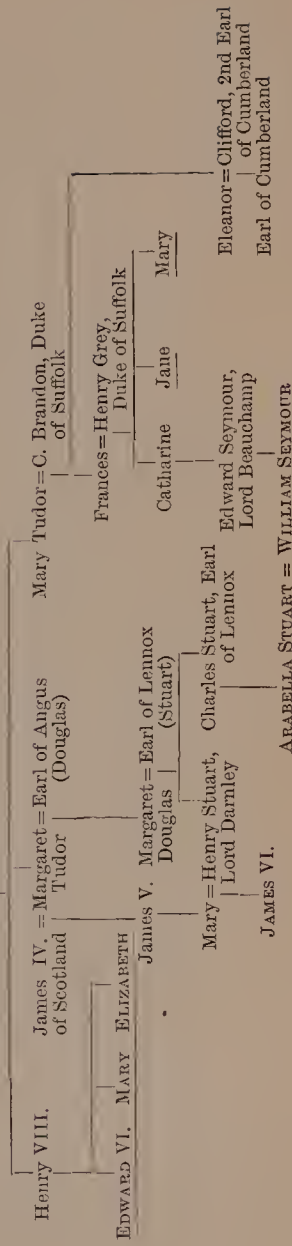 Henry VIII.
James IV. = Margaret = Earl of Angus
of Scotland Tudor (Douglas)
Mary Tudor = C. Brandon, Duke
of Suffolk
EDWARD VI. MARY ELIZABETH
James V. Margaret = Earl of Lennox
Douglas (Stuart)
Frances = Henry Grey,
Duke of Suffolk
Mary = Henry Stuart,
Lord Darnley
Charles Stuart, Earl
of Lennox
Catharine Jane Mary
Eleanor = Clifford, 2nd Earl
of Cumberland
JAMES VI.
Edward Seymour,
Lord Beauchamp
Earl of Cumberland
ARABELLA STUART = WILLIAM SEYMOUR